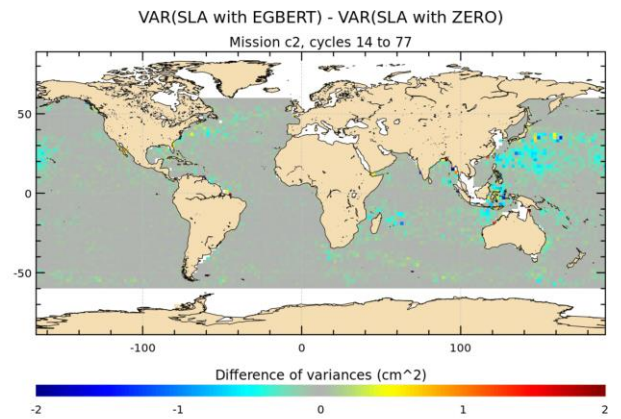 VAR(SLA with EGBERT) - VAR(SLA with ZERO)
Mission c2, cycles 14 to 77
50
0
-50
-100 0 100
Difference of variances (cm^2)
-2 -1 0 1 2